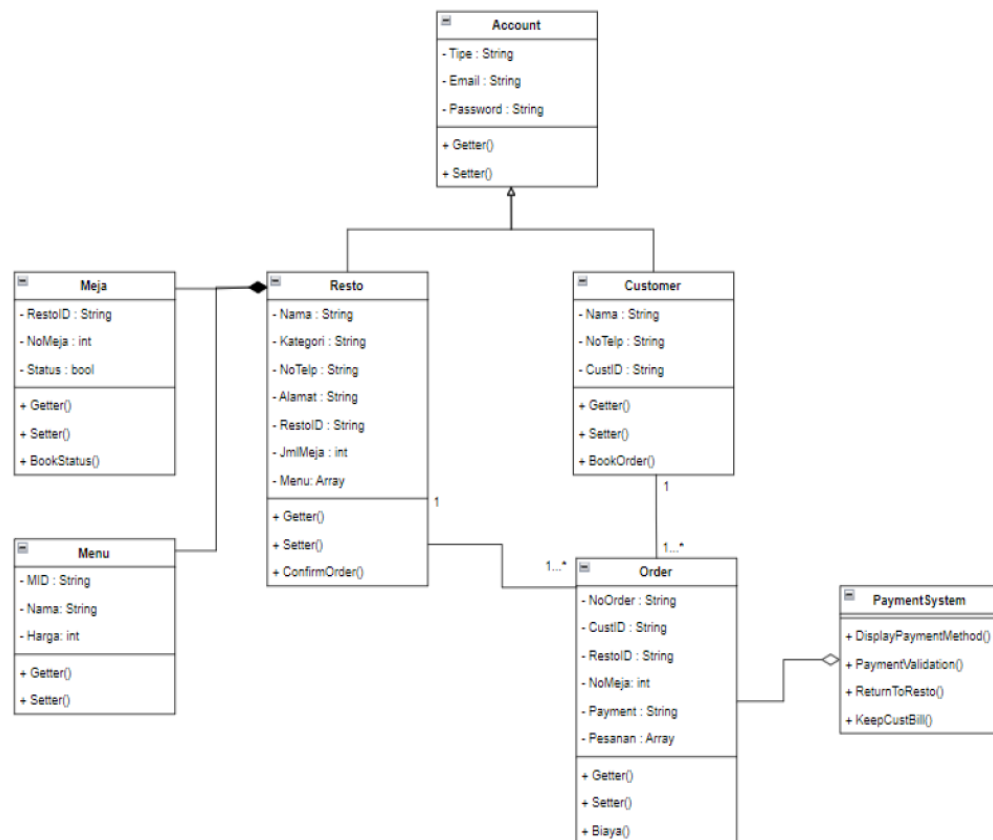 Account
- Tipe : String
- Email : String
- Password : String
+ Getter()
+ Setter()
Meja
- RestoID : String
- NoMeja : int
- Status : bool
+ Getter()
+ Setter()
+ BookStatus()
Resto
- Nama : String
- Kategori : String
- NoTelp : String
- Alamat : String
- RestoID : String
- JmlMeja : int
- Menu: Array
+ Getter()
+ Setter()
+ ConfirmOrder()
Customer
- Nama : String
- NoTelp : String
- CustID : String
+ Getter()
+ Setter()
+ BookOrder()
1
1
1...*
1...*
Menu
- MID : String
- Nama: String
- Harga: int
+ Getter()
+ Setter()
Order
- NoOrder : String
- CustID : String
- RestoID : String
- NoMeja: int
- Payment : String
- Pesanan : Array
+ Getter()
+ Setter()
+ Biaya()
PaymentSystem
+ DisplayPaymentMethod()
+ PaymentValidation()
+ ReturnToResto()
+ KeepCustBill()